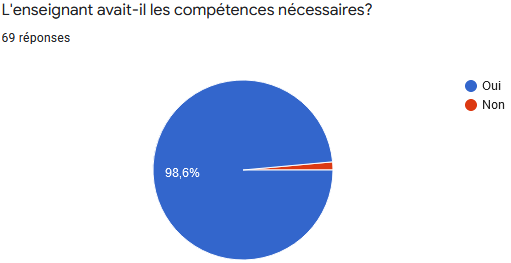 L'enseignant avait-il les compétences nécessaires?
69 réponses
Oui
Non
98,6%